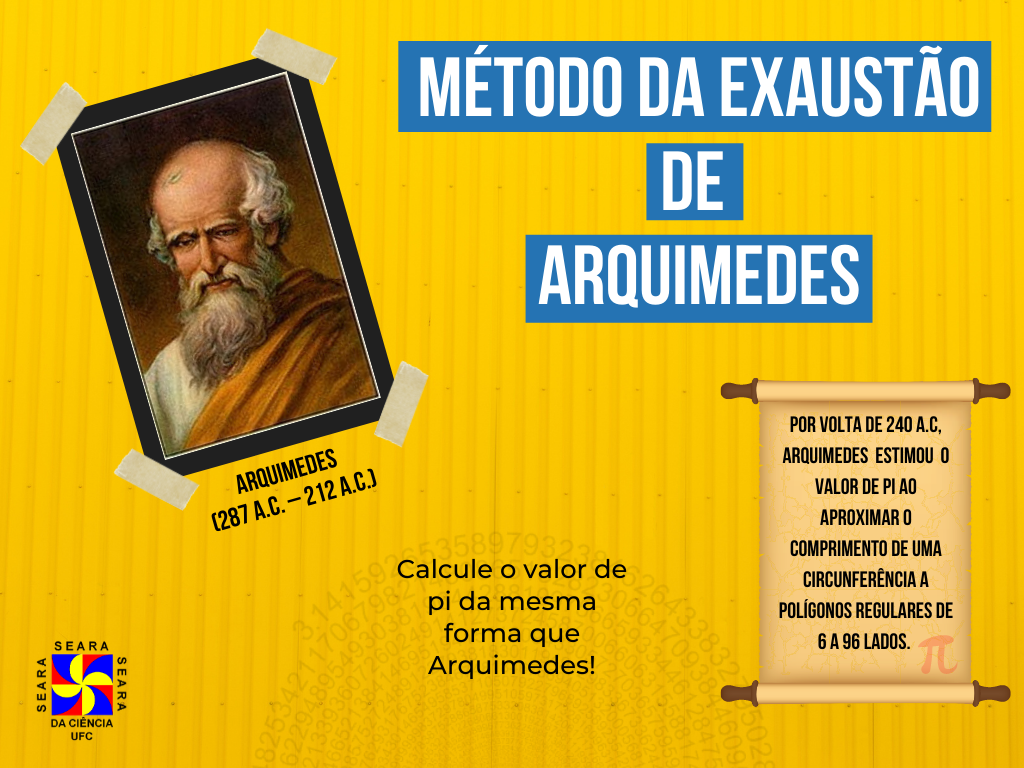 MÉTODO DA EXAUSTÃO
DE
ARQUIMEDES
ARQUIMEDES
(287 A.C. – 212 A.C.)
POR VOLTA DE 240 A.C,
ARQUIMEDES ESTIMOU O
VALOR DE PI AO
APROXIMAR O
COMPRIMENTO DE UMA
CIRCUNFERÊNCIA A
POLÍGONOS REGULARES DE
6 A 96 LADOS.
π
Calcule o valor de
pi da mesma
forma que
Arquimedes!
SEARA
SEARA
SEARA
DA CIÊNCIA
UFC